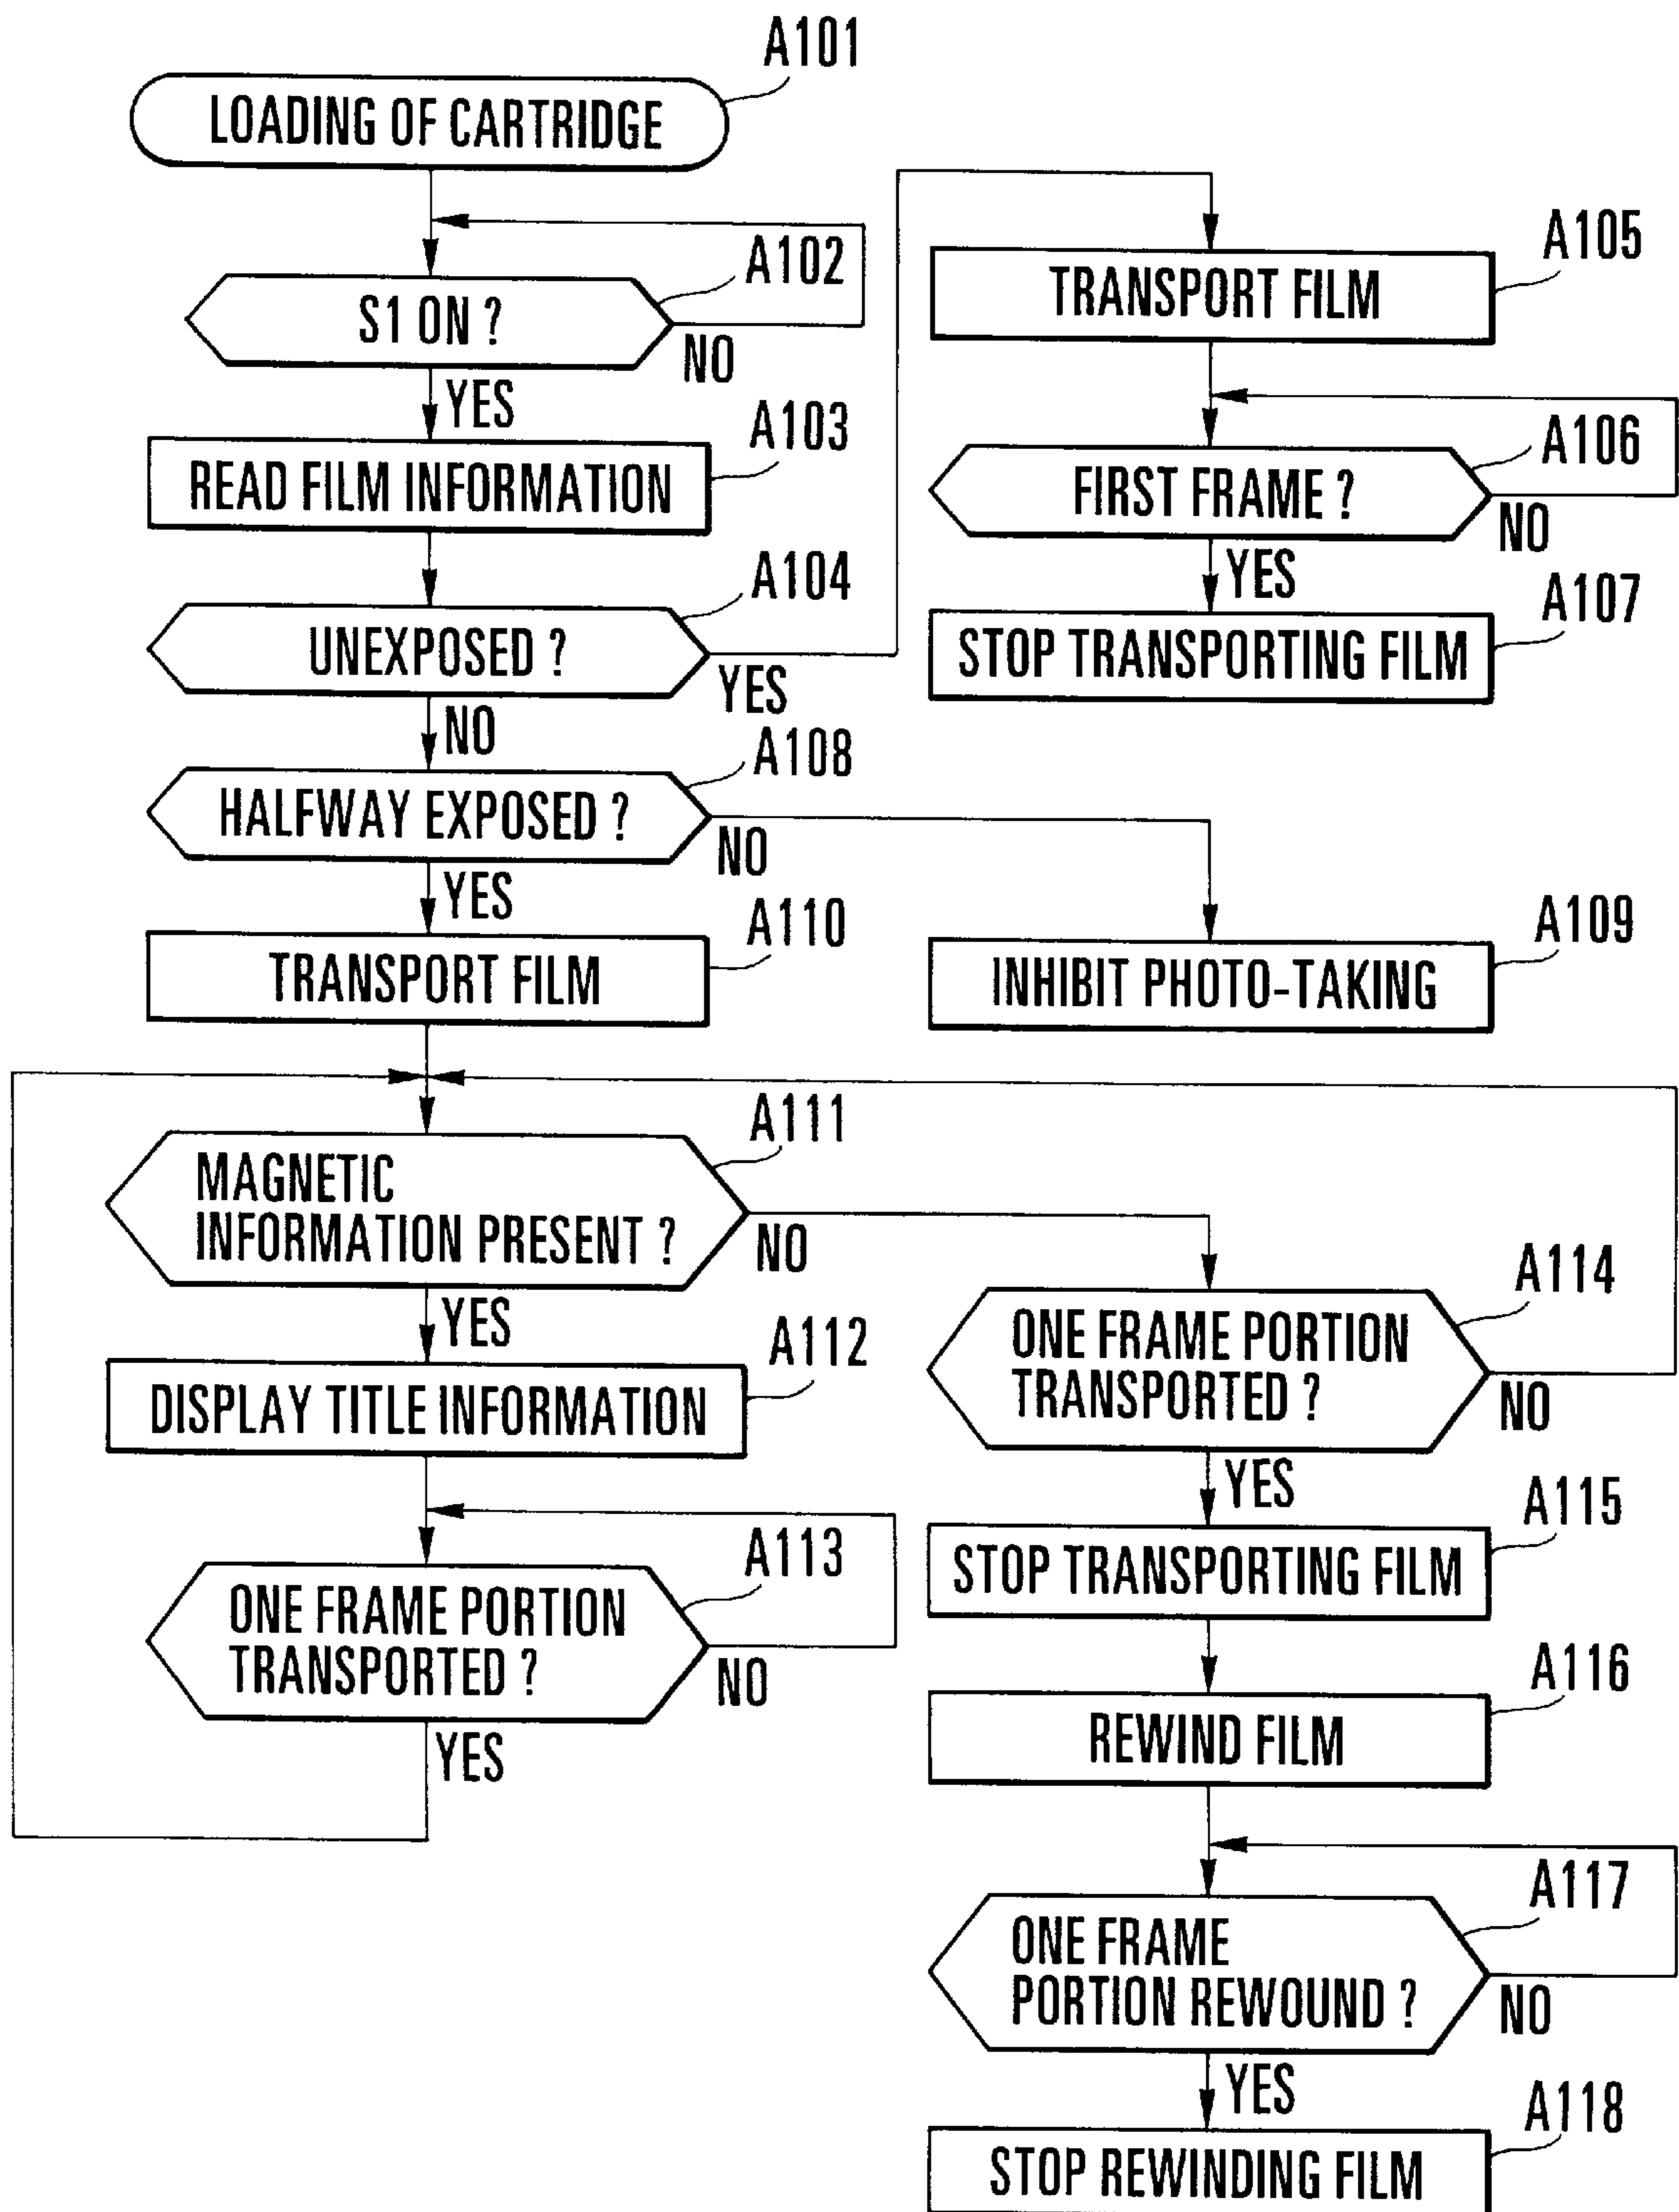 A101
LOADING OF CARTRIDGE
A102
S1 ON ?
NO
YES
A103
READ FILM INFORMATION
A104
UNEXPOSED ?
YES
NO
A105
TRANSPORT FILM
A106
FIRST FRAME ?
NO
YES
A107
STOP TRANSPORTING FILM
A108
HALFWAY EXPOSED ?
NO
YES
A109
INHIBIT PHOTO-TAKING
A110
TRANSPORT FILM
A111
MAGNETIC
INFORMATION PRESENT ?
NO
YES
A112
DISPLAY TITLE INFORMATION
A113
ONE FRAME PORTION
TRANSPORTED ?
NO
YES
A114
ONE FRAME PORTION
TRANSPORTED ?
NO
YES
A115
STOP TRANSPORTING FILM
A116
REWIND FILM
A117
ONE FRAME
PORTION REWOUND ?
NO
YES
A118
STOP REWINDING FILM